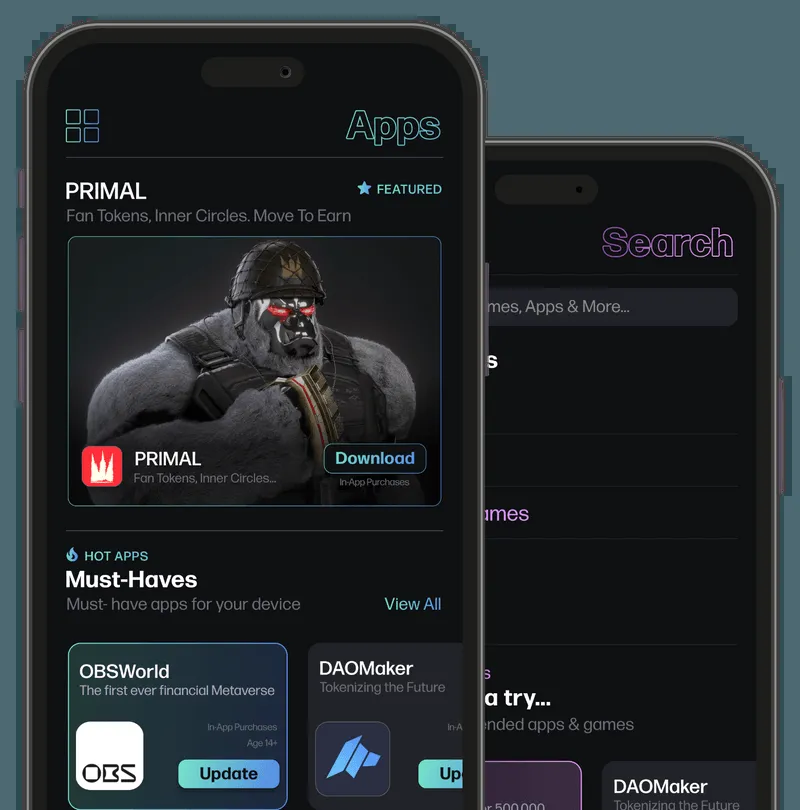 Apps
PRIMAL
FEATURED
Fan Tokens, Inner Circles. Move To Earn
PRIMAL
Fan Tokens, Inner Circles...
Download
In-App Purchases
HOT APPS
Must-Haves
Must- have apps for your device
View All
OBSWorld
The first ever financial Metaverse
In-App Purchases
Age 14+
OBS
Update
DAOMaker
Tokenizing the Future
In-A
Up
Search
mes, Apps & More...
s
ames
s
a try...
ended apps & games
or 500,000
DAOMaker
Tokenizing the Future